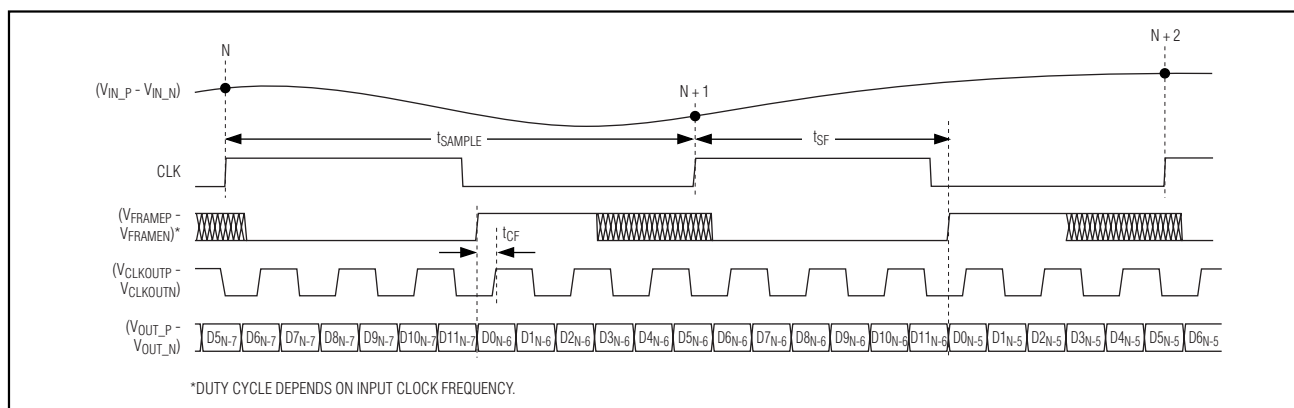 N
N + 2
(VIN_P - VIN_N)
N + 1
tSAMPLE
tSF
CLK
(VFRAMEP -
VFRAMEN)*
tCF
(VCLKOUTP -
VCLKOUTN)
(VOUT_P -
VOUT_N)
D5N-7 D6N-7 D7N-7 D8N-7 D9N-7 D10N-7 D11N-7 D0N-6 D1N-6 D2N-6 D3N-6 D4N-6 D5N-6 D6N-6 D7N-6 D8N-6 D9N-6 D10N-6 D11N-6 D0N-5 D1N-5 D2N-5 D3N-5 D4N-5 D5N-5 D6N-5
*DUTY CYCLE DEPENDS ON INPUT CLOCK FREQUENCY.